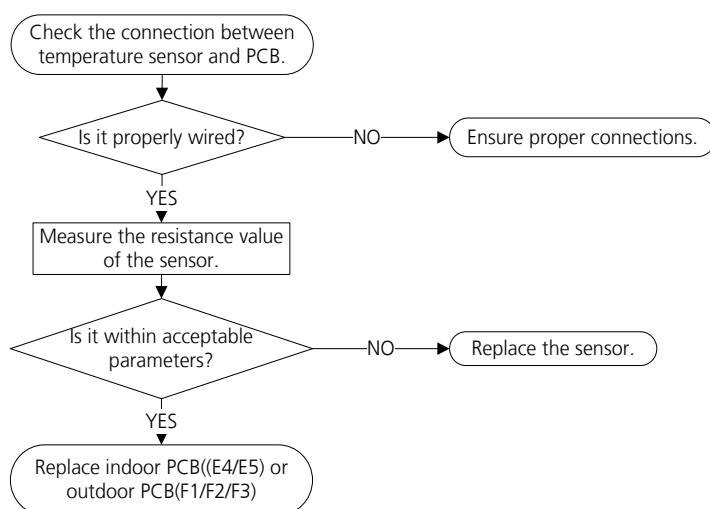 Check the connection between
temperature sensor and PCB.
Is it properly wired?
NO
Ensure proper connections.
YES
Measure the resistance value
of the sensor.
Is it within acceptable
parameters?
NO
Replace the sensor.
YES
Replace indoor PCB((E4/E5) or
outdoor PCB(F1/F2/F3)